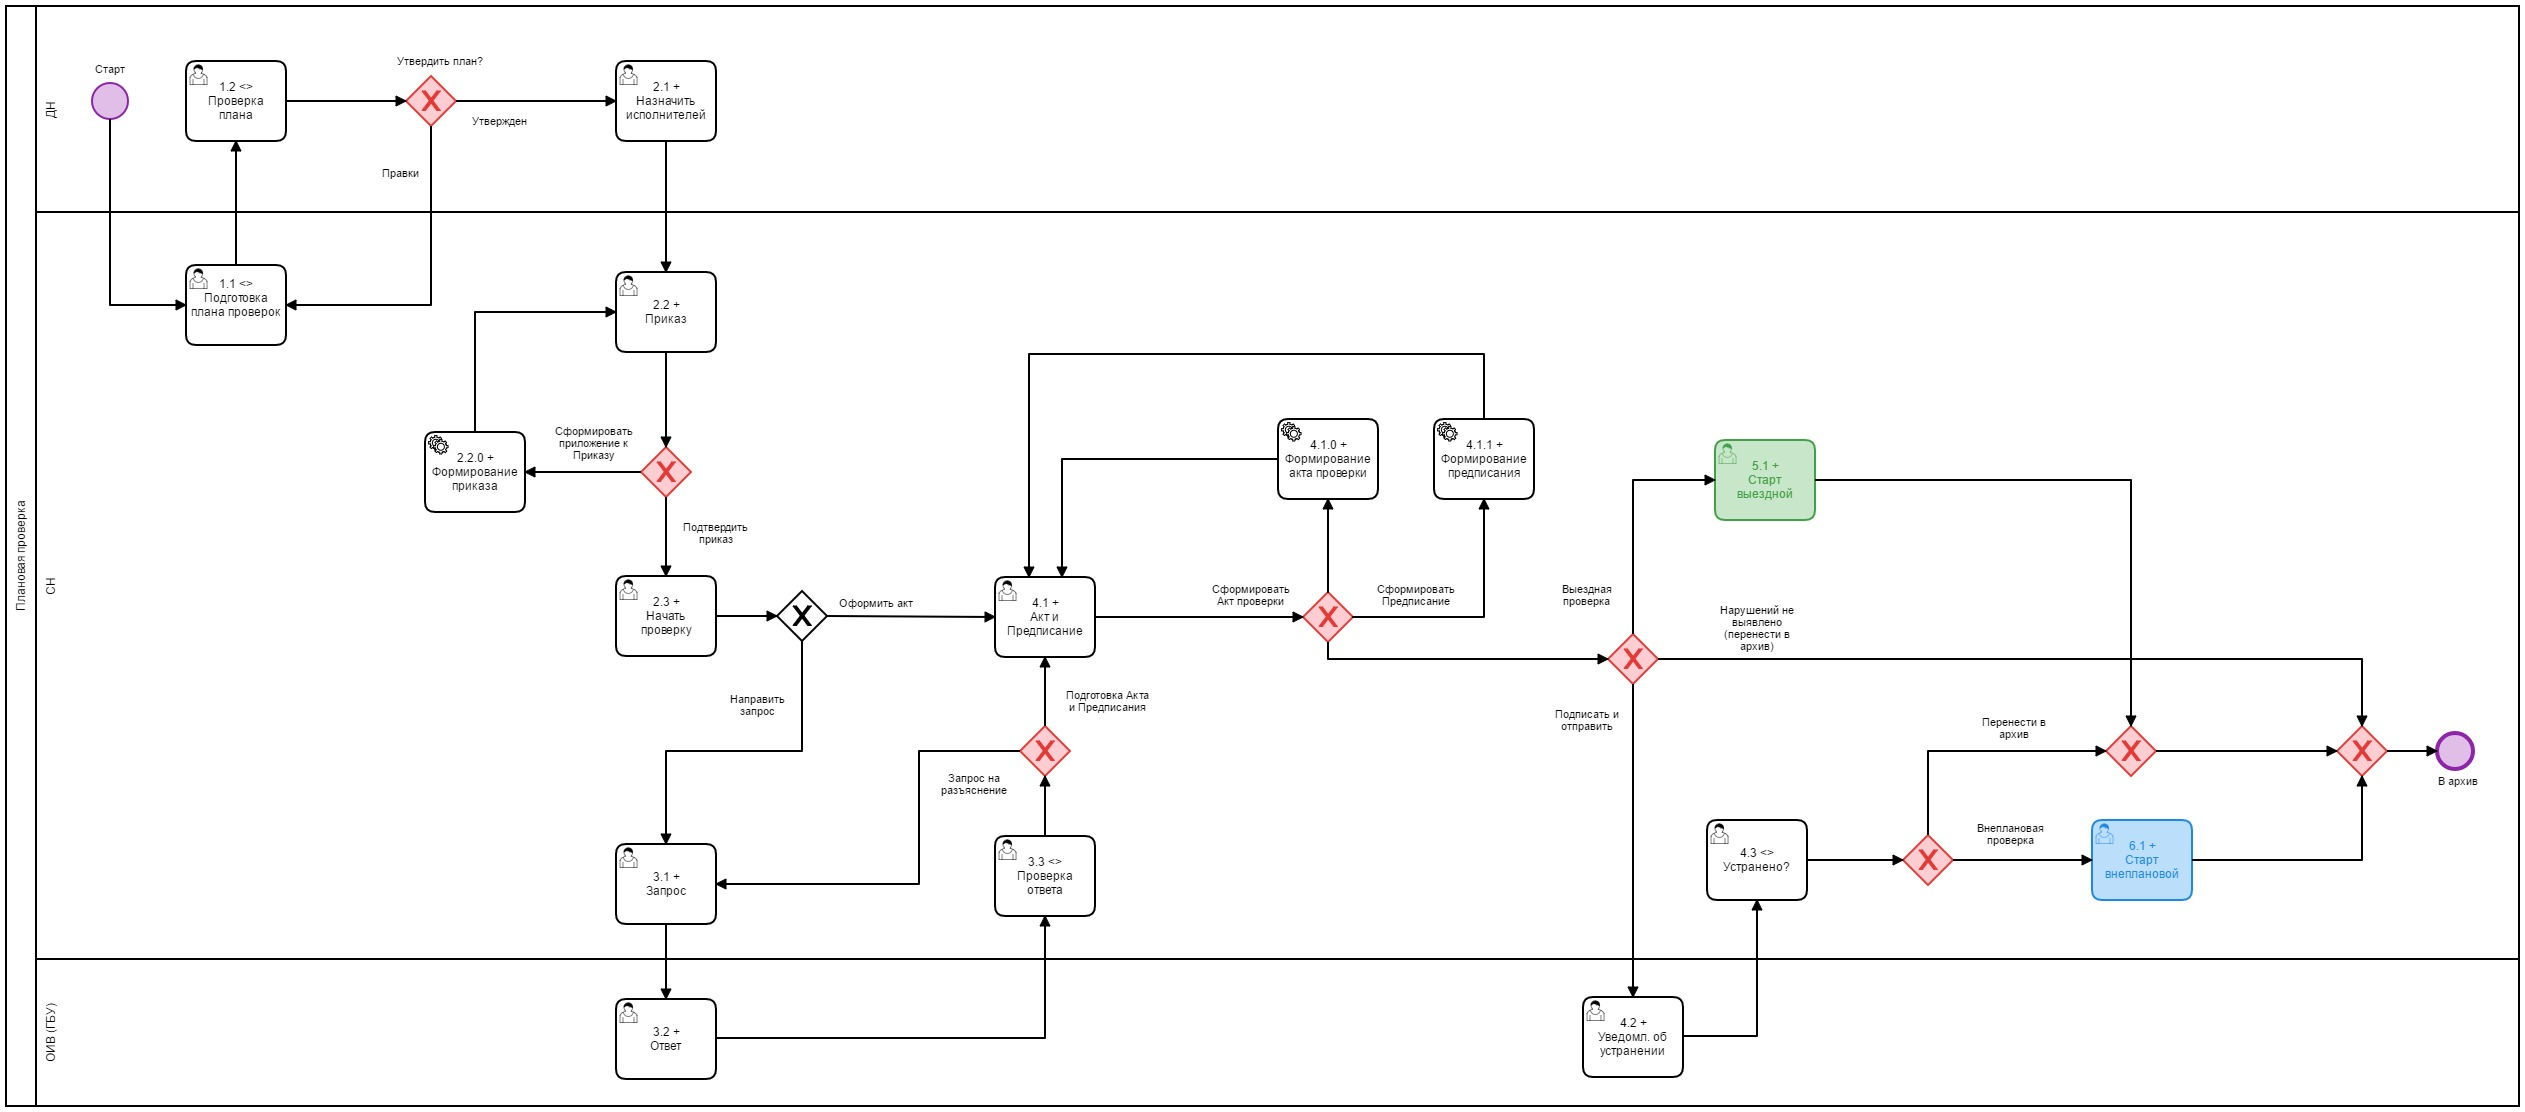 Плановая проверка
ДН
Старт
1.2 <>
Проверка
плана
Утвердить план?
Утвержден
Правки
2.1 +
Назначить
исполнителей
СН
1.1 <>
Подготовка
плана проверок
2.2 +
Приказ
Сформировать
приложение к
Приказу
2.2.0 +
Формирование
приказа
Подтвердить
приказ
2.3 +
Начать
проверку
Оформить акт
Направить
запрос
4.1 +
Акт и
Предписание
4.1.0 +
Формирование
акта проверки
4.1.1 +
Формирование
предписания
Сформировать
Акт проверки
Сформировать
Предписание
Подготовка Акта
и Предписания
Запрос на
разъяснение
3.1 +
Запрос
3.3 <>
Проверка
ответа
Выездная
проверка
5.1 +
Старт
выездной
Нарушений не
выявлено
(перенести в
архив)
Подписать и
отправить
Перенести в
архив
4.3 <>
Устранено?
Внеплановая
проверка
6.1 +
Старт
внеплановой
В архив
ОИВ (ГБУ)
3.2 +
Ответ
4.2 +
Уведомл. об
устранении